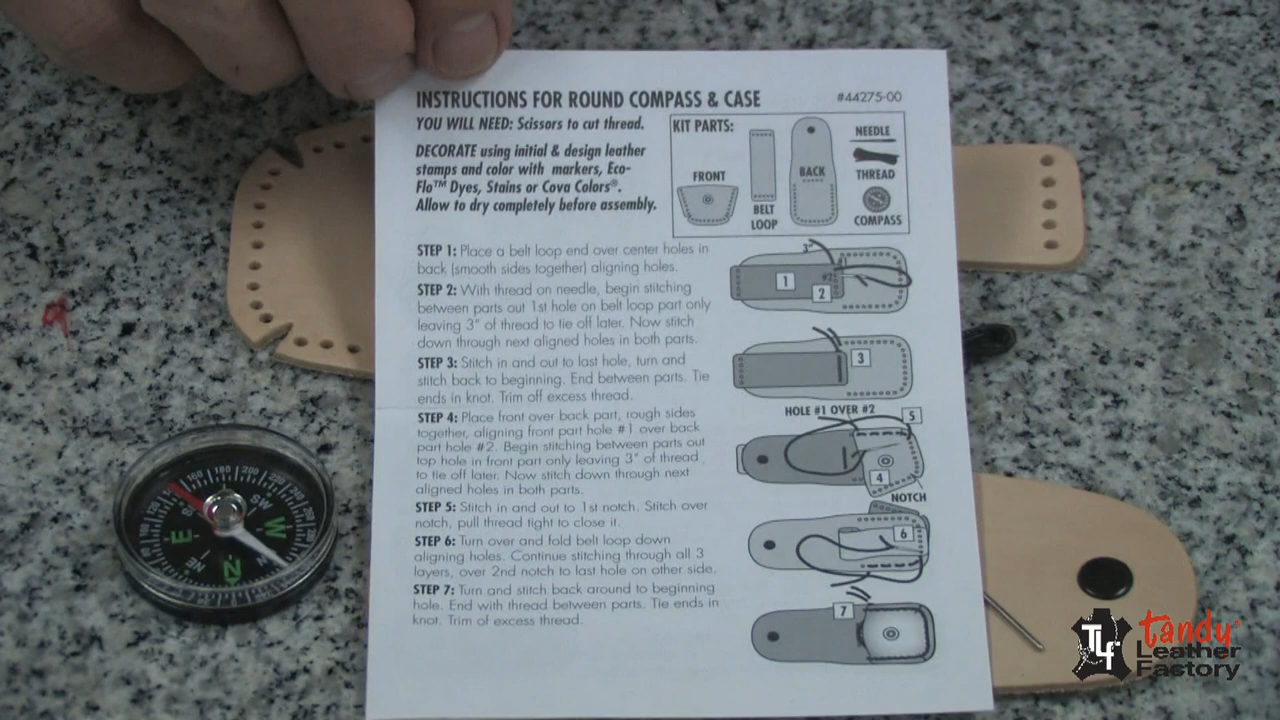 INSTRUCTIONS FOR ROUND COMPASS & CASE
#44275-00
YOU WILL NEED: Scissors to cut thread.
DECORATE using initial & design leather
stamps and color with markers, Eco-
Flo™ Dyes, Stains or Cova Colors®.
Allow to dry completely before assembly.
KIT PARTS:
FRONT
BELT
LOOP
BACK
NEEDLE
THREAD
COMPASS
STEP 1: Place a belt loop end over center holes in
back (smooth sides together) aligning holes.
STEP 2: With thread on needle, begin stitching
between parts out 1st hole on belt loop part only
leaving 3" of thread to tie off later. Now stitch
down through next aligned holes in both parts.
STEP 3: Stitch in and out to last hole, turn and
stitch back to beginning. End between parts. Tie
ends in knot. Trim off excess thread.
STEP 4: Place front over back part, rough sides
together, aligning front part hole #1 over back
part hole #2. Begin stitching between parts out
top hole in front part only leaving 3" of thread
to tie off later. Now stitch down through next
aligned holes in both parts.
STEP 5: Stitch in and out to 1st notch. Stitch over
notch, pull thread tight to close it.
STEP 6: Turn over and fold belt loop down
aligning holes. Continue stitching through all 3
layers, over 2nd notch to last hole on other side.
STEP 7: Turn and stitch back around to beginning
hole. End with thread between parts. Tie ends in
knot. Trim of excess thread.
3"
1
2
3
HOLE #1 OVER #2
5
4
NOTCH
6
7
160 180 200 220 240
E
SW
W
NE
N
TLF
tandy®
Leather
Factory